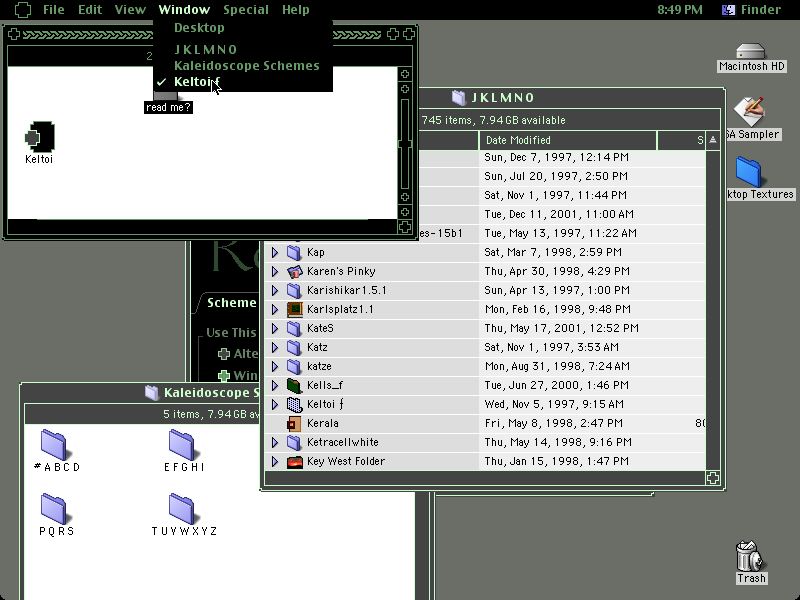 File Edit View Window Special Help 8:49 PM Finder
Desktop
JKLMNO
Kaleidoscope Schemes
✓ Keltoi ƒ
2
read me?
Keltoi
Macintosh HD
SA Sampler
ktop Textures
Trash
JKLMNO
745 items, 7.94 GB available
Date Modified S
Sun, Dec 7, 1997, 12:14 PM
Sun, Jul 20, 1997, 2:50 PM
Sat, Nov 1, 1997, 11:44 PM
Tue, Dec 11, 2001, 11:00 AM
es-15b1 Tue, May 13, 1997, 11:22 AM
Kap Sat, Mar 7, 1998, 2:59 PM
Karen's Pinky Thu, Apr 30, 1998, 4:29 PM
Karishikar1.5.1 Sun, Apr 13, 1997, 1:00 PM
Karlsplatz1.1 Mon, Feb 16, 1998, 9:48 PM
KateS Thu, May 17, 2001, 12:52 PM
Katz Sat, Nov 1, 1997, 3:53 AM
katze Mon, Aug 31, 1998, 7:24 AM
Kells_f Tue, Jun 27, 2000, 1:46 PM
Keltoi ƒ Wed, Nov 5, 1997, 9:15 AM
Kerala Fri, May 8, 1998, 2:47 PM 80
Ketracellwhite Thu, May 14, 1998, 9:16 PM
Key West Folder Thu, Jan 15, 1998, 1:47 PM
Scheme
Use This
Alte
Win
Kaleidoscope S
5 items, 7.94 GB av
#ABCD
EFGHI
PQRS
TUVWXYZ